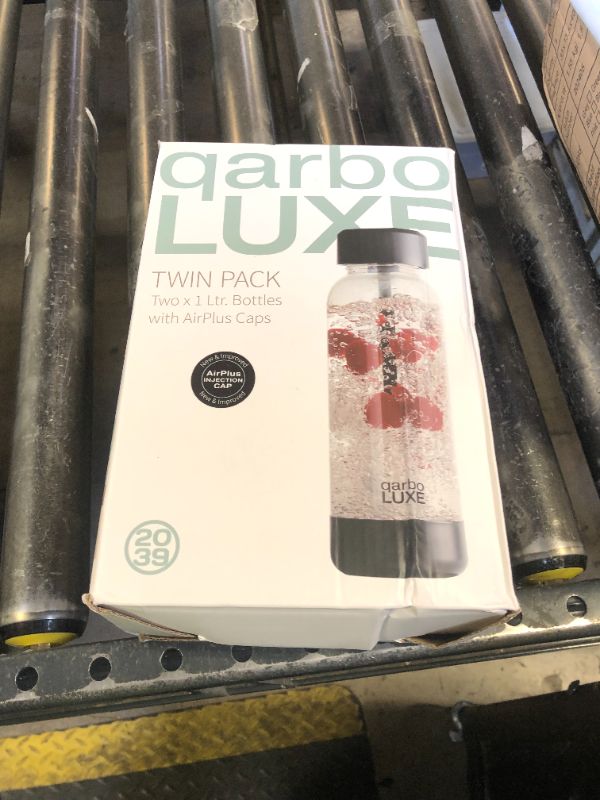 qarbo
LUXE
TWIN PACK
Two x 1 Ltr. Bottles
with AirPlus Caps
New & Improved
AirPlus
INJECTION
CAP
New & Improved
qarbo
LUXE
20
39